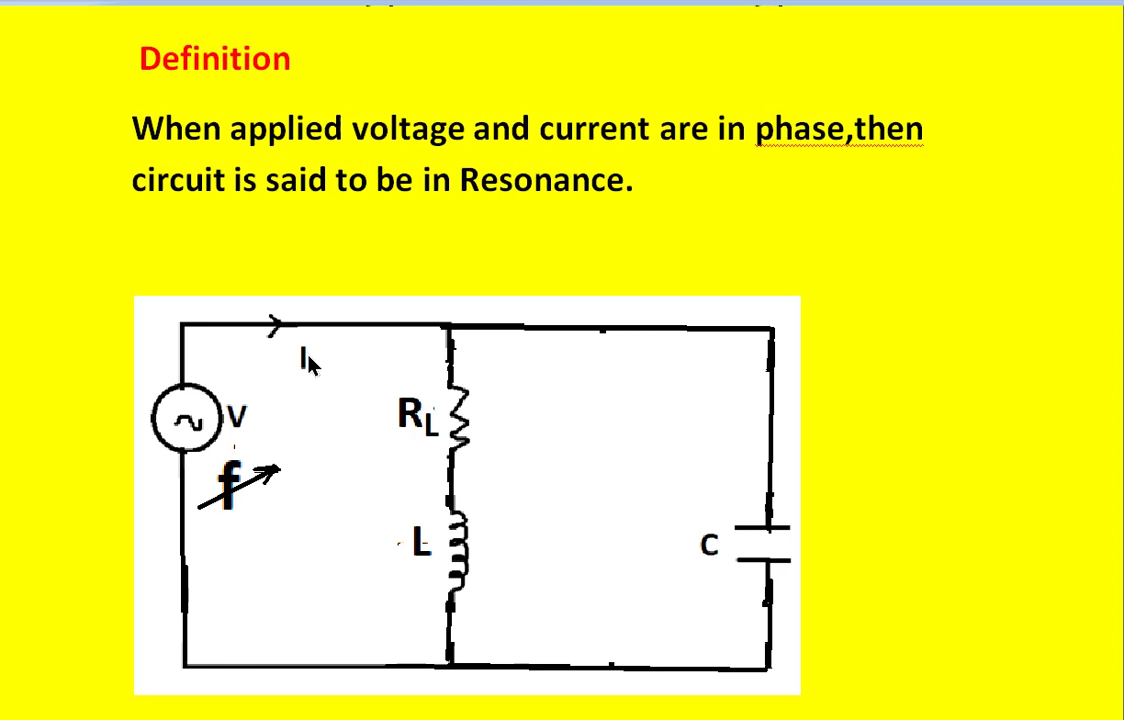 Definition
When applied voltage and current are in phase,then
circuit is said to be in Resonance.
I
V
RL
f
L
C